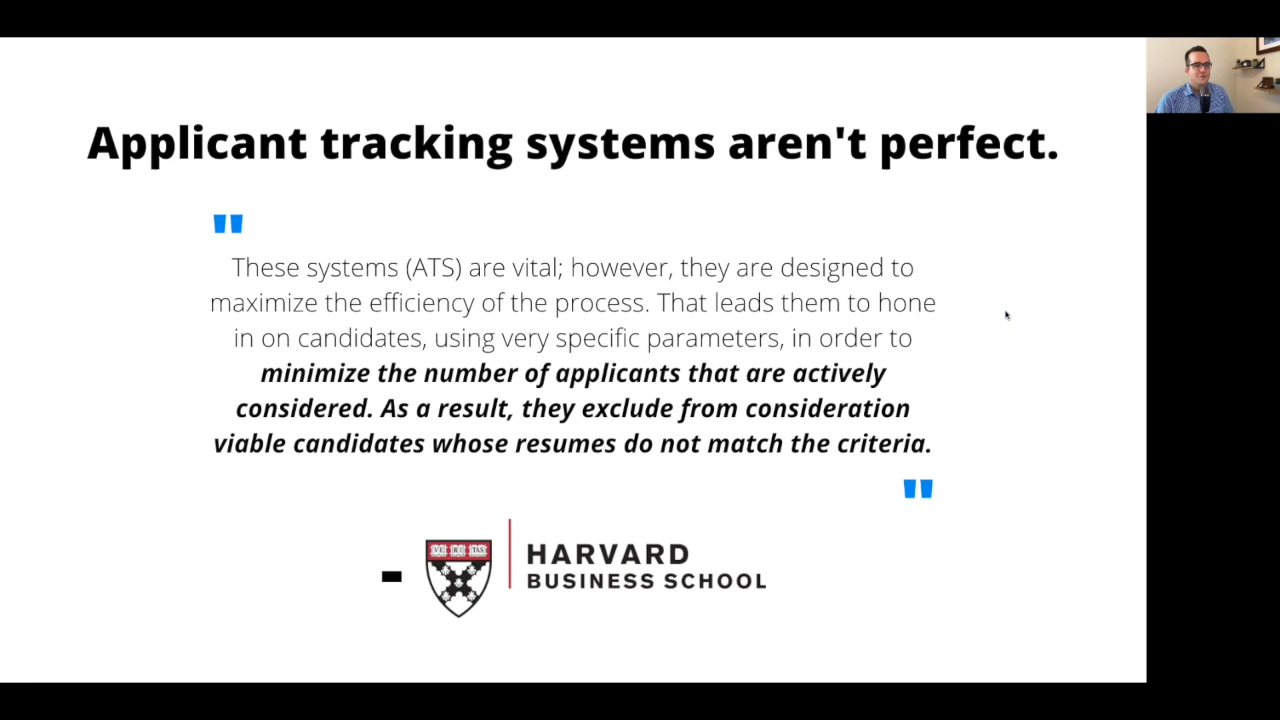 Applicant tracking systems aren't perfect.
"
These systems (ATS) are vital; however, they are designed to
maximize the efficiency of the process. That leads them to hone
in on candidates, using very specific parameters, in order to
minimize the number of applicants that are actively
considered. As a result, they exclude from consideration
viable candidates whose resumes do not match the criteria.
"
-
VE RI TAS
HARVARD
BUSINESS SCHOOL